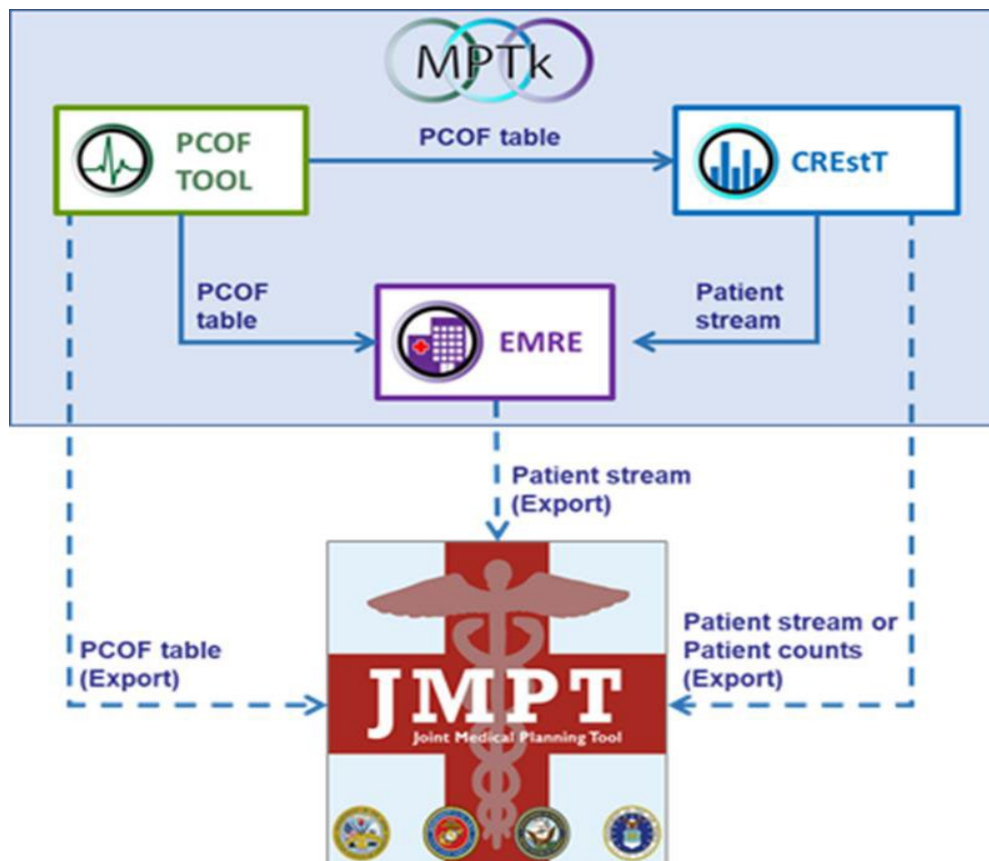 MPTk
PCOF
TOOL
PCOF table
CREstT
PCOF
table
EMRE
Patient
stream
Patient stream
(Export)
PCOF table
(Export)
Patient stream or
Patient counts
(Export)
JMPT
Joint Medical Planning Tool